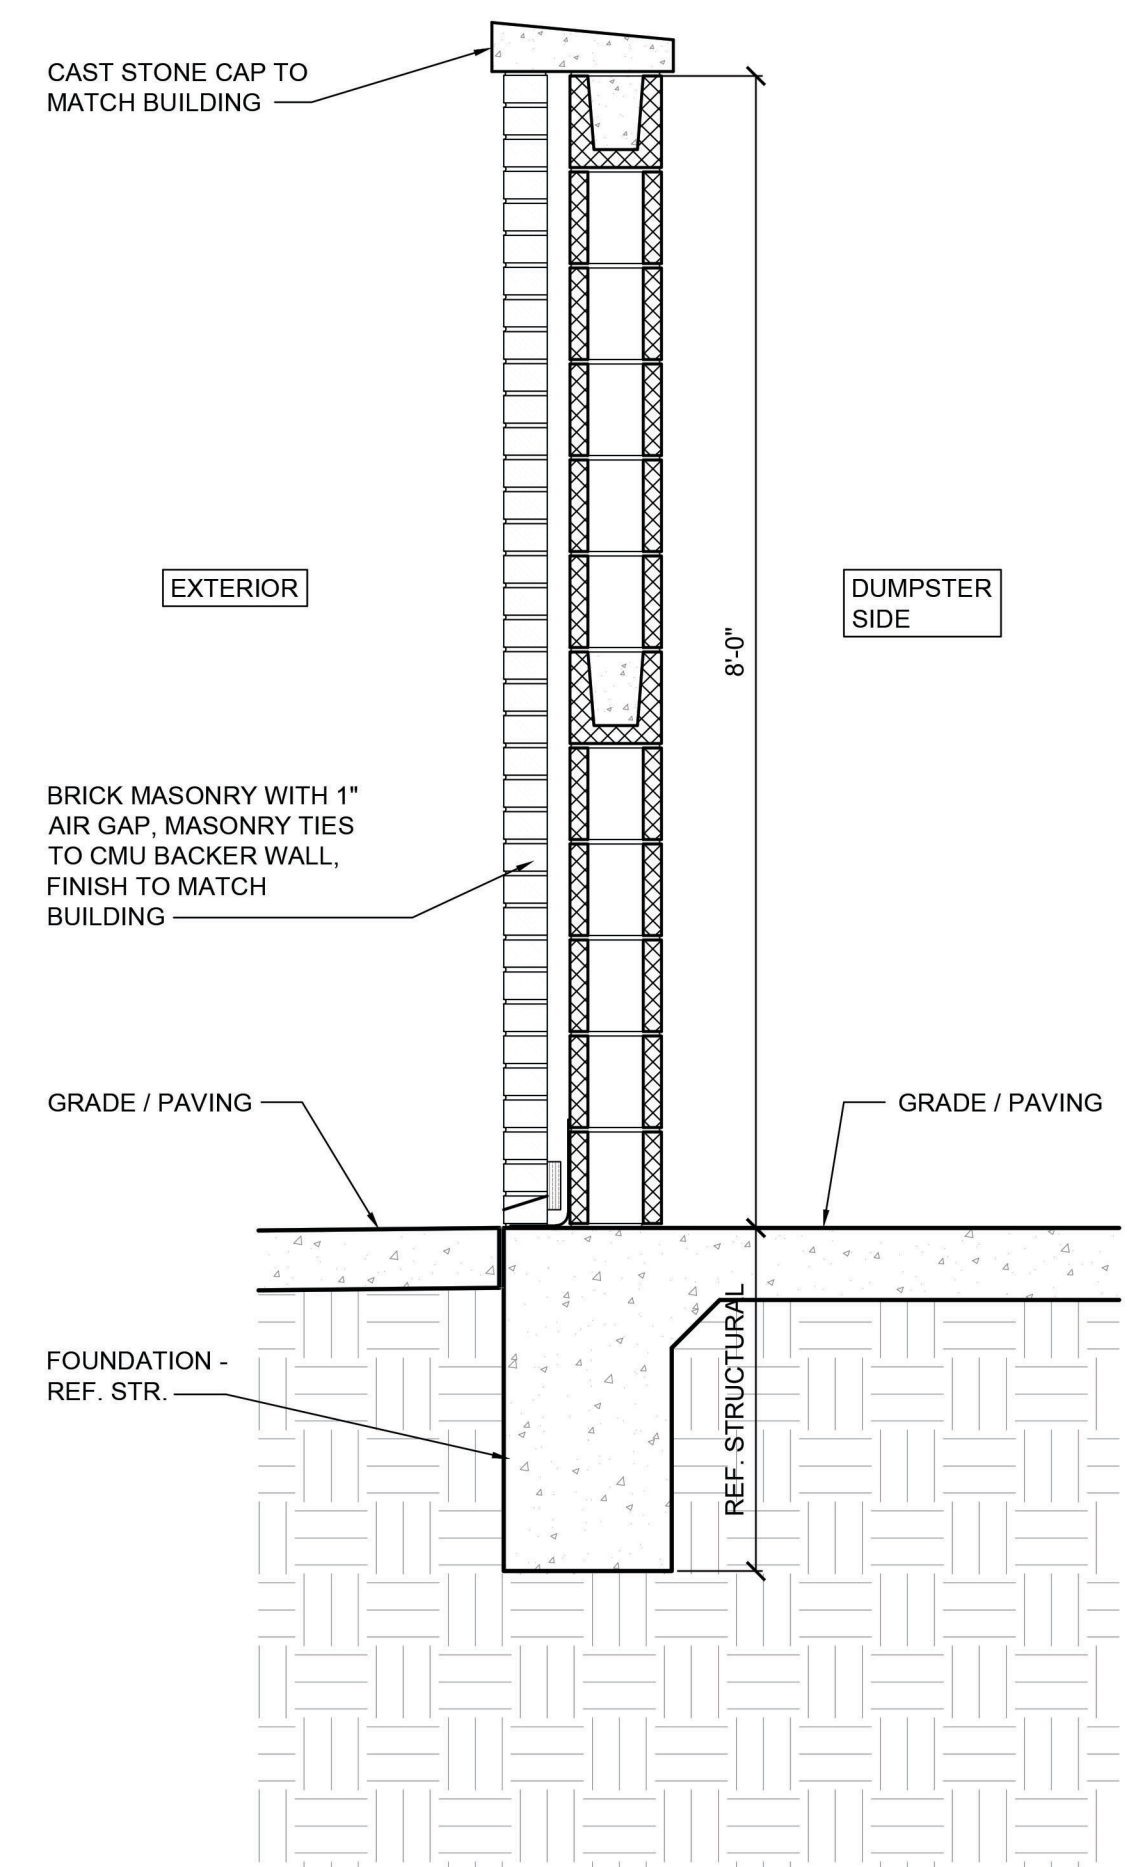 CAST STONE CAP TO
MATCH BUILDING
EXTERIOR
DUMPSTER
SIDE
8'-0"
BRICK MASONRY WITH 1"
AIR GAP, MASONRY TIES
TO CMU BACKER WALL,
FINISH TO MATCH
BUILDING
GRADE / PAVING
GRADE / PAVING
FOUNDATION -
REF. STR.
REF. STRUCTURAL